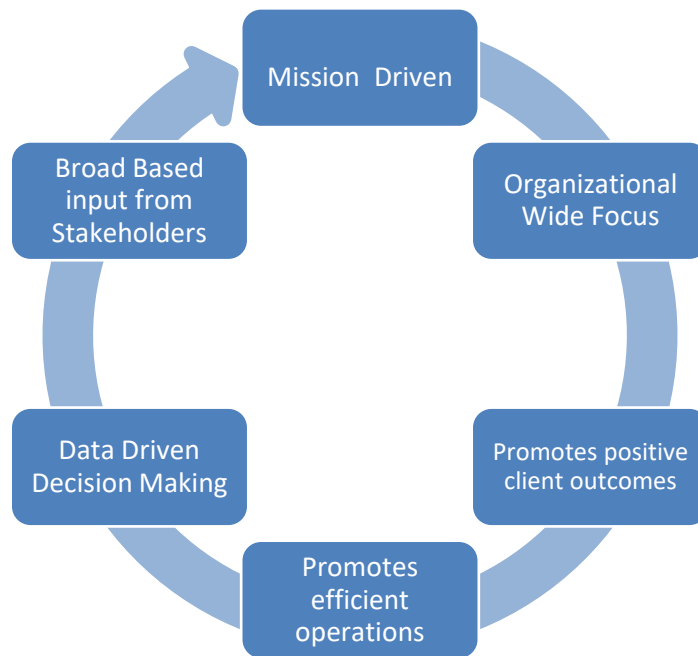 Mission  Driven
Organizational
Wide Focus
Promotes positive
client outcomes
Promotes
efficient
operations
Data Driven
Decision Making
Broad Based
input from
Stakeholders